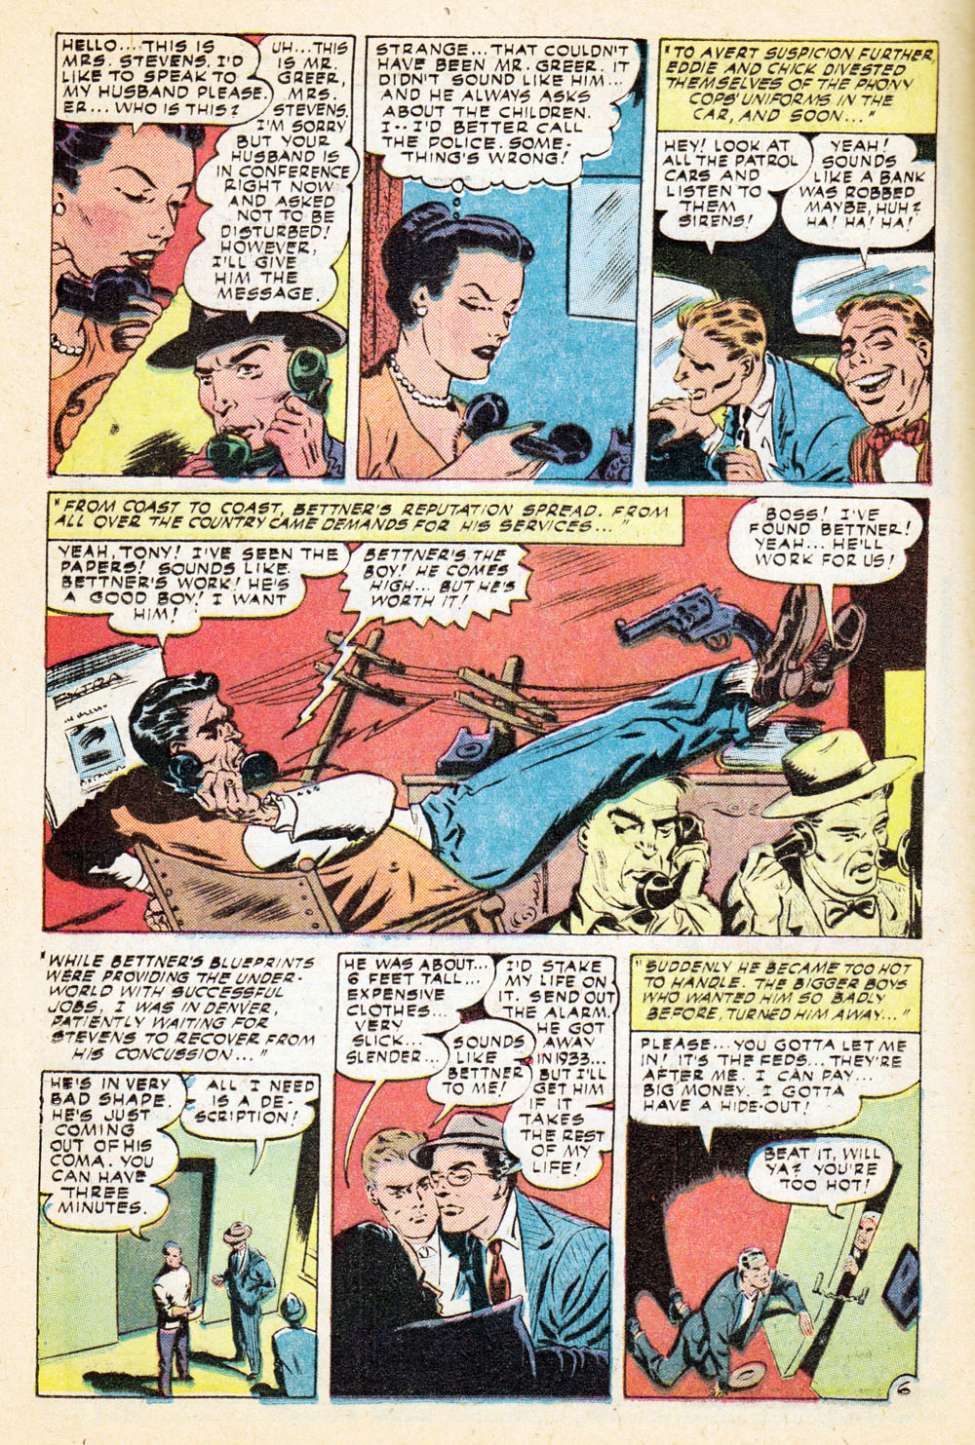 HELLO....THIS IS
MRS. STEVENS. I'D
LIKE TO SPEAK TO
MY HUSBAND PLEASE.
ER... WHO IS THIS?
UH...THIS
IS MR.
GREER,
MRS.
STEVENS.
I'M SORRY
BUT YOUR
HUSBAND IS
IN CONFERENCE
RIGHT NOW
AND ASKED
NOT TO BE
DISTURBED!
HOWEVER,
I'LL GIVE
HIM THE
MESSAGE.
STRANGE...THAT COULDN'T
HAVE BEEN MR. GREER. IT
DIDN'T SOUND LIKE HIM...
AND HE ALWAYS ASKS
ABOUT THE CHILDREN.
I--I'D BETTER CALL
THE POLICE. SOME-
THING'S WRONG!
"TO AVERT SUSPICION FURTHER,
EDDIE AND CHICK DIVESTED
THEMSELVES OF THE PHONY
COPS' UNIFORMS IN THE
CAR, AND SOON..."
HEY! LOOK AT
ALL THE PATROL
CARS AND
LISTEN TO
THEM
SIRENS!
YEAH!
SOUNDS
LIKE A BANK
WAS ROBBED
MAYBE, HUH?
HA! HA! HA!
"FROM COAST TO COAST, BETTNER'S REPUTATION SPREAD. FROM
ALL OVER THE COUNTRY CAME DEMANDS FOR HIS SERVICES..."
YEAH, TONY! I'VE SEEN THE
PAPERS! SOUNDS LIKE
BETTNER'S WORK! HE'S
A GOOD BOY! I WANT
HIM!
BETTNER'S THE
BOY! HE COMES
HIGH... BUT HE'S
WORTH IT!
BOSS! I'VE
FOUND BETTNER!
YEAH... HE'LL
WORK FOR US!
EXTRA
"WHILE BETTNER'S BLUEPRINTS
WERE PROVIDING THE UNDER-
WORLD WITH SUCCESSFUL
JOBS, I WAS IN DENVER,
PATIENTLY WAITING FOR
STEVENS TO RECOVER FROM
HIS CONCUSSION..."
HE'S IN VERY
BAD SHAPE.
HE'S JUST
COMING
OUT OF HIS
COMA. YOU
CAN HAVE
THREE
MINUTES.
ALL I NEED
IS A DE-
SCRIPTION!
HE WAS ABOUT...
6 FEET TALL...
EXPENSIVE
CLOTHES...
VERY
SLICK...
SLENDER...
SOUNDS
LIKE
BETTNER
TO ME!
I'D STAKE
MY LIFE ON
IT. SEND OUT
THE ALARM.
HE GOT
AWAY
IN 1933...
BUT I'LL
GET HIM
IF IT
TAKES
THE REST
OF MY
LIFE!
"SUDDENLY HE BECAME TOO HOT
TO HANDLE. THE BIGGER BOYS
WHO WANTED HIM SO BADLY
BEFORE, TURNED HIM AWAY..."
PLEASE...YOU GOTTA LET ME
IN! IT'S THE FEDS...THEY'RE
AFTER ME. I CAN PAY...
BIG MONEY. I GOTTA
HAVE A HIDE-OUT!
BEAT IT, WILL
YA? YOU'RE
TOO HOT!
6